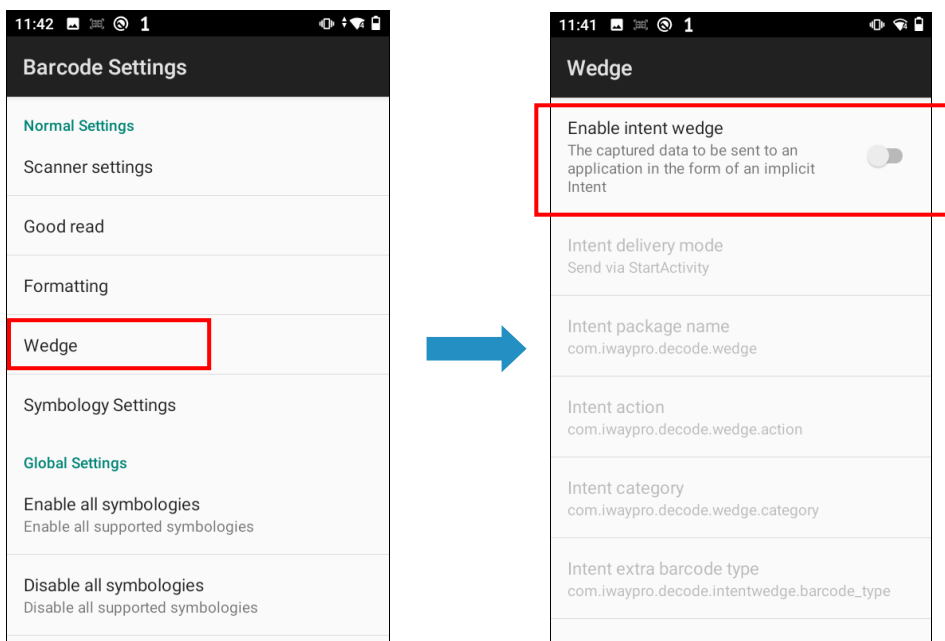 11:42 1
Barcode Settings
Normal Settings
Scanner settings
Good read
Formatting
Wedge
Symbology Settings
Global Settings
Enable all symbologies
Enable all supported symbologies
Disable all symbologies
Disable all supported symbologies
11:41 1
Wedge
Enable intent wedge
The captured data to be sent to an
application in the form of an implicit
Intent
Intent delivery mode
Send via StartActivity
Intent package name
com.iwaypro.decode.wedge
Intent action
com.iwaypro.decode.wedge.action
Intent category
com.iwaypro.decode.wedge.category
Intent extra barcode type
com.iwaypro.decode.intentwedge.barcode_type